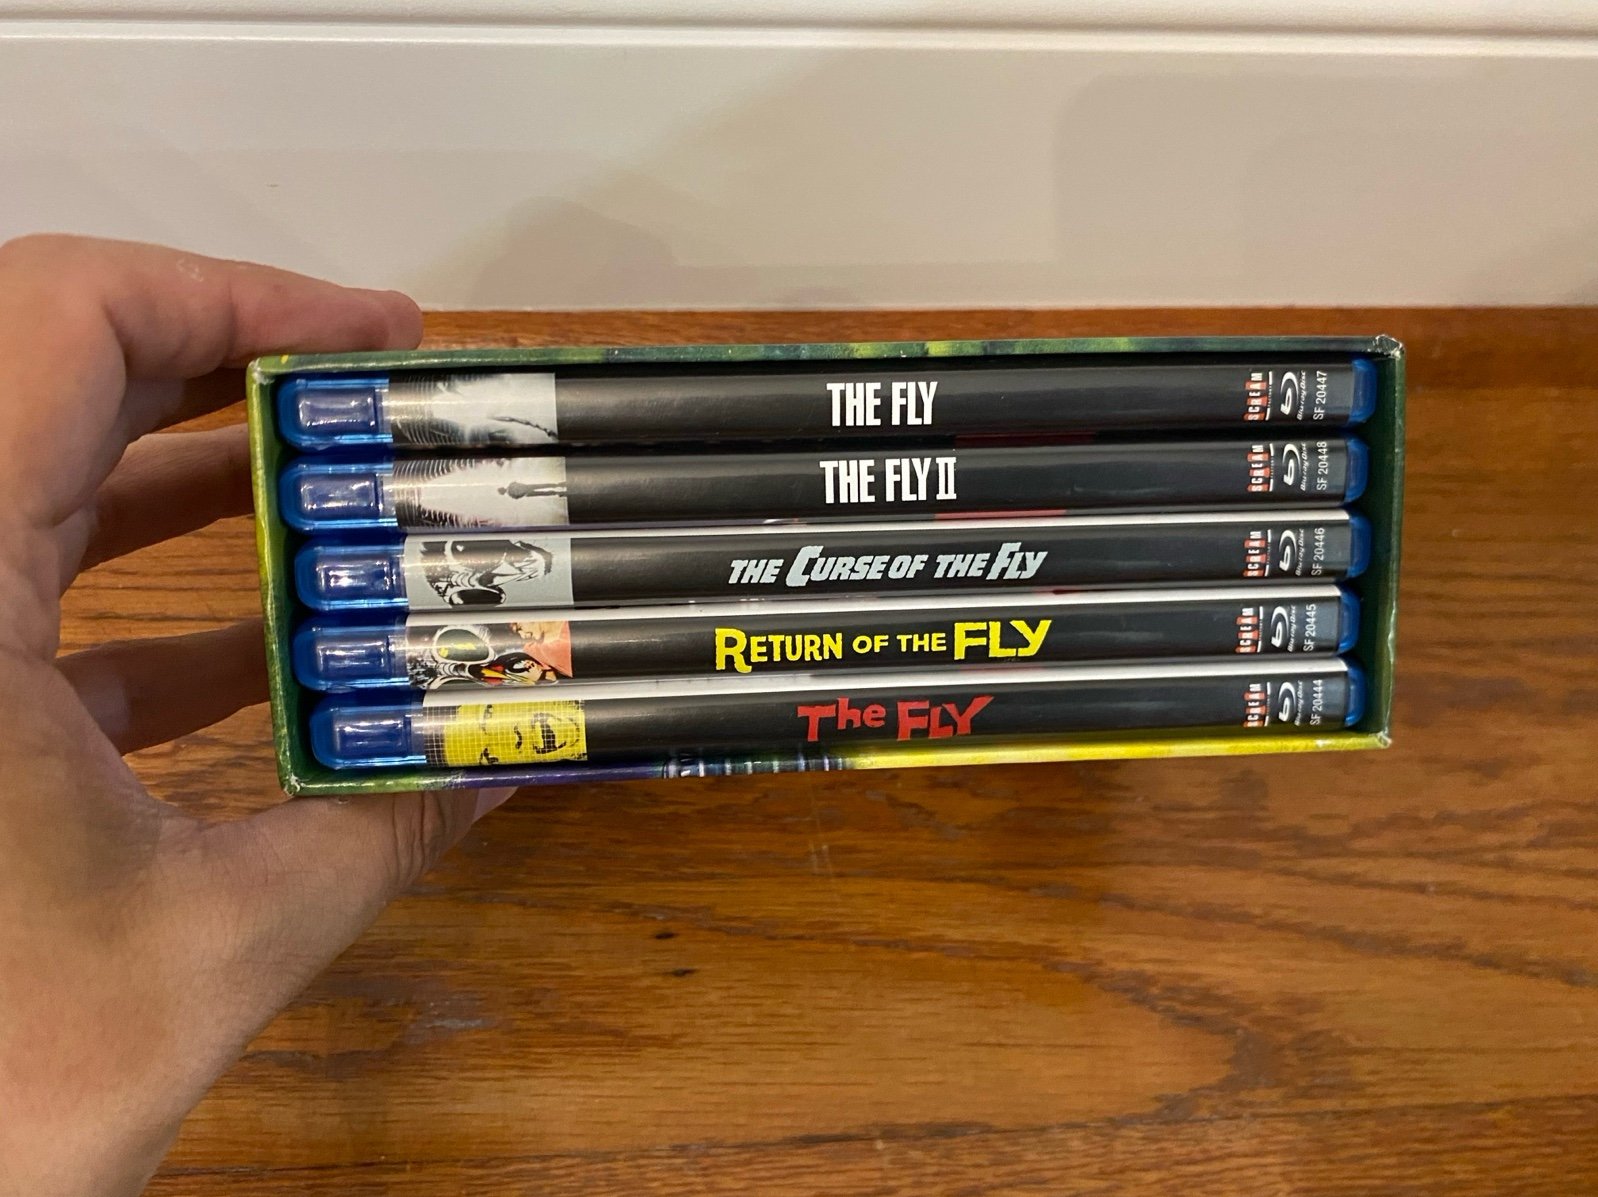 THE FLY
SCREAM
Blu-ray Disc
SF 20447
THE FLY II
SCREAM
Blu-ray Disc
SF 20448
THE CURSE OF THE FLY
SCREAM
Blu-ray Disc
SF 20446
RETURN OF THE FLY
SCREAM
Blu-ray Disc
SF 20445
The FLY
SCREAM
Blu-ray Disc
SF 20444